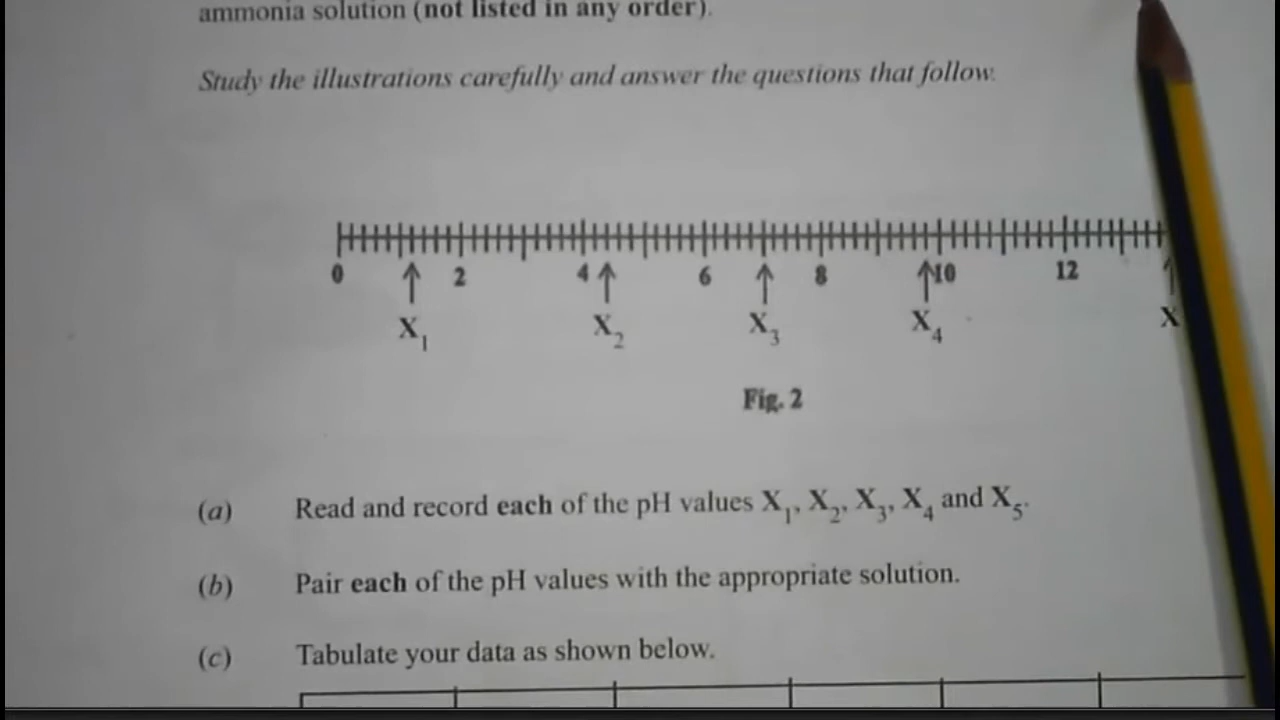 ammonia solution (not listed in any order).
Study the illustrations carefully and answer the questions that follow.
0 2 4 6 8 10 12
X₁ X₂ X₃ X₄ X
Fig. 2
(a) Read and record each of the pH values X₁, X₂, X₃, X₄ and X₅.
(b) Pair each of the pH values with the appropriate solution.
(c) Tabulate your data as shown below.